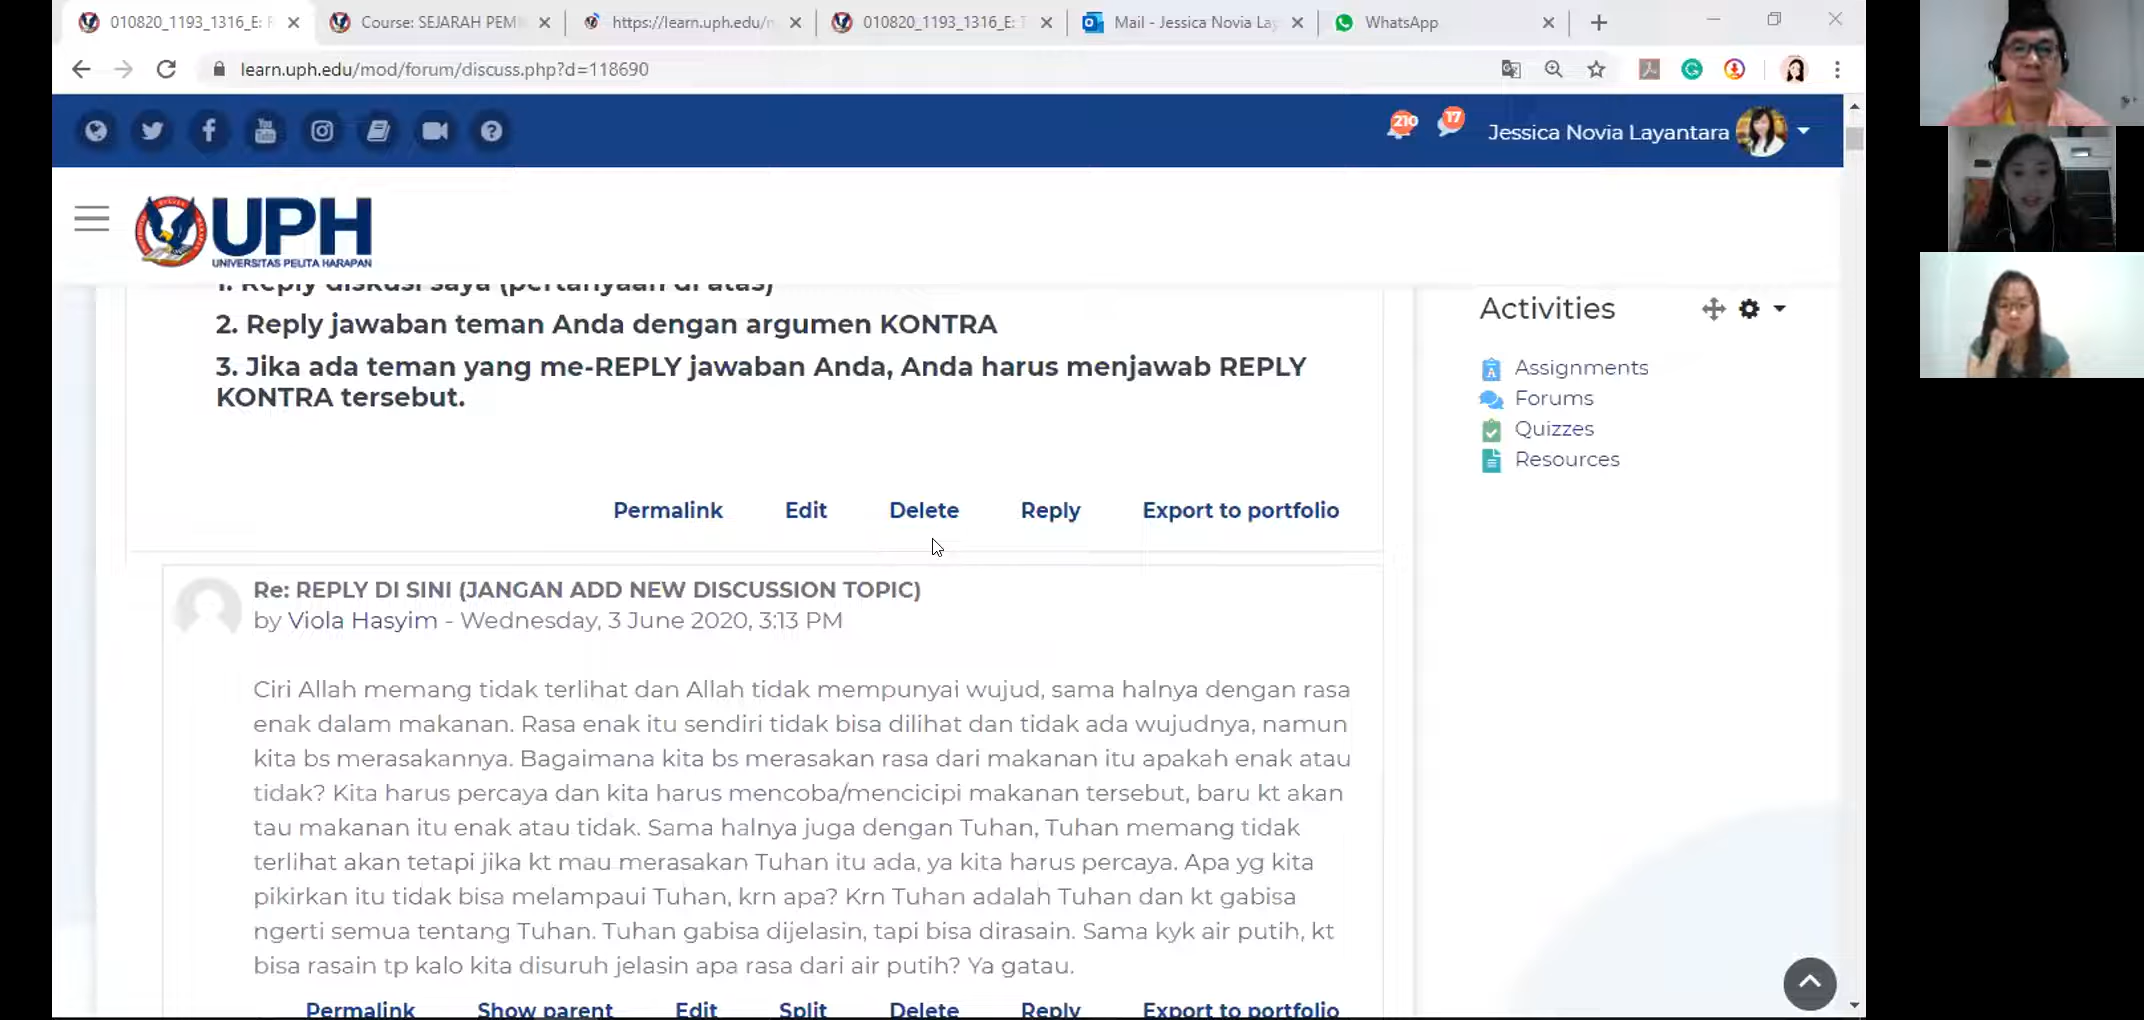 010820_1193_1316_E:
Course: SEJARAH PEM
https://learn.uph.edu/
010820_1193_1316_E:
Mail - Jessica Novia Lay
WhatsApp
learn.uph.edu/mod/forum/discuss.php?d=118690
210
17
Jessica Novia Layantara
UPH
UNIVERSITAS PELITA HARAPAN
1. Reply diskusi saya (pertanyaan di atas)
2. Reply jawaban teman Anda dengan argumen KONTRA
3. Jika ada teman yang me-REPLY jawaban Anda, Anda harus menjawab REPLY
KONTRA tersebut.
Permalink Edit Delete Reply Export to portfolio
Re: REPLY DI SINI (JANGAN ADD NEW DISCUSSION TOPIC)
by Viola Hasyim - Wednesday, 3 June 2020, 3:13 PM
Ciri Allah memang tidak terlihat dan Allah tidak mempunyai wujud, sama halnya dengan rasa
enak dalam makanan. Rasa enak itu sendiri tidak bisa dilihat dan tidak ada wujudnya, namun
kita bs merasakannya. Bagaimana kita bs merasakan rasa dari makanan itu apakah enak atau
tidak? Kita harus percaya dan kita harus mencoba/mencicipi makanan tersebut, baru kt akan
tau makanan itu enak atau tidak. Sama halnya juga dengan Tuhan, Tuhan memang tidak
terlihat akan tetapi jika kt mau merasakan Tuhan itu ada, ya kita harus percaya. Apa yg kita
pikirkan itu tidak bisa melampaui Tuhan, krn apa? Krn Tuhan adalah Tuhan dan kt gabisa
ngerti semua tentang Tuhan. Tuhan gabisa dijelasin, tapi bisa dirasain. Sama kyk air putih, kt
bisa rasain tp kalo kita disuruh jelasin apa rasa dari air putih? Ya gatau.
Permalink Show parent Edit Split Delete Reply Export to portfolio
Activities
Assignments
Forums
Quizzes
Resources